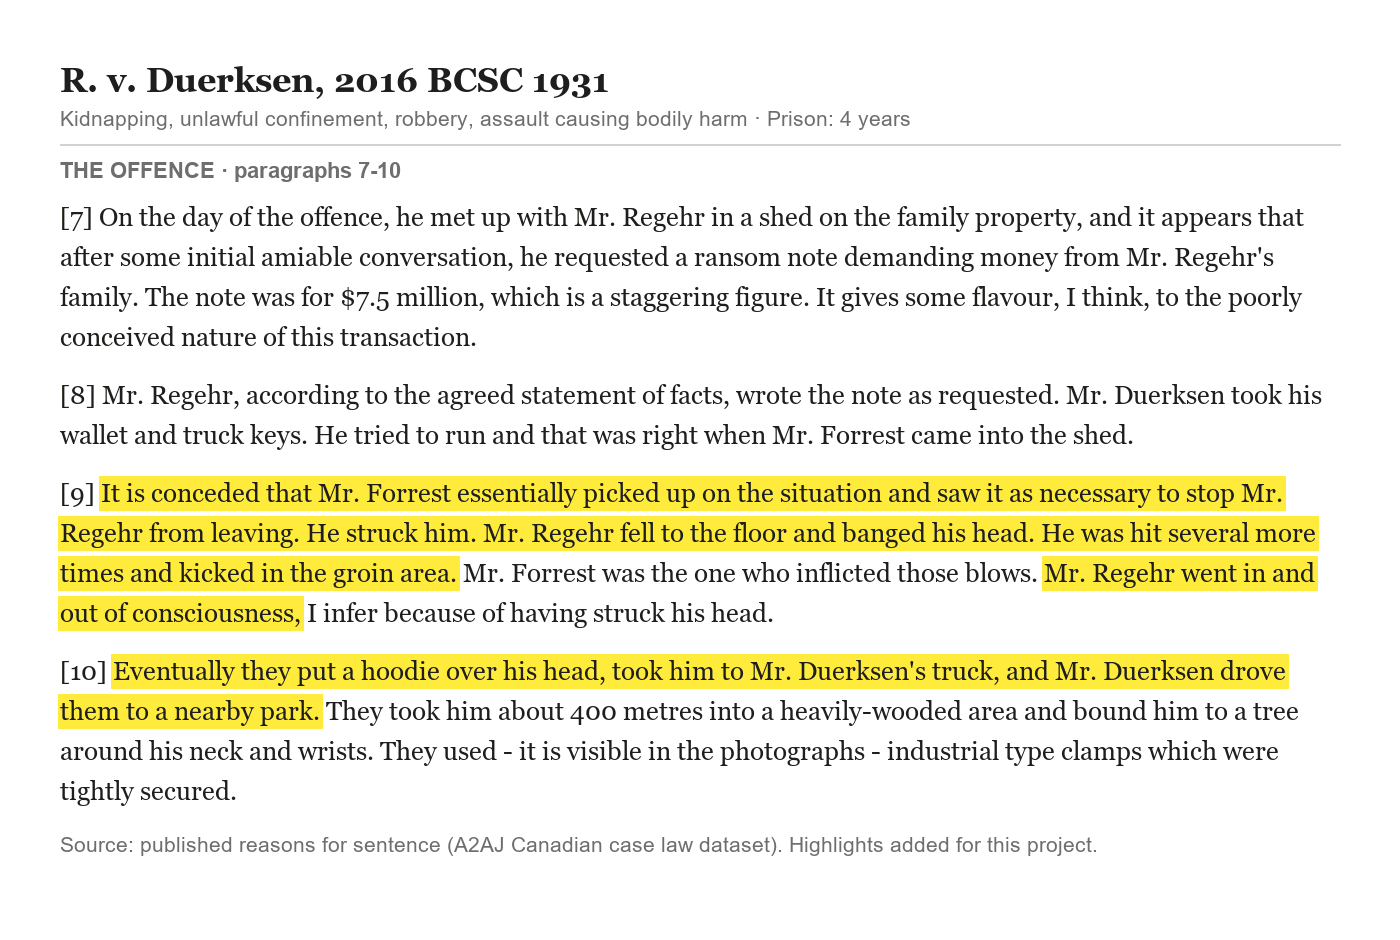 R. v. Duerksen, 2016 BCSC 1931
Kidnapping, unlawful confinement, robbery, assault causing bodily harm · Prison: 4 years
THE OFFENCE · paragraphs 7-10
[7] On the day of the offence, he met up with Mr. Regehr in a shed on the family property, and it appears that
after some initial amiable conversation, he requested a ransom note demanding money from Mr. Regehr's
family. The note was for $7.5 million, which is a staggering figure. It gives some flavour, I think, to the poorly
conceived nature of this transaction.
[8] Mr. Regehr, according to the agreed statement of facts, wrote the note as requested. Mr. Duerksen took his
wallet and truck keys. He tried to run and that was right when Mr. Forrest came into the shed.
[9] It is conceded that Mr. Forrest essentially picked up on the situation and saw it as necessary to stop Mr.
Regehr from leaving. He struck him. Mr. Regehr fell to the floor and banged his head. He was hit several more
times and kicked in the groin area. Mr. Forrest was the one who inflicted those blows. Mr. Regehr went in and
out of consciousness, I infer because of having struck his head.
[10] Eventually they put a hoodie over his head, took him to Mr. Duerksen's truck, and Mr. Duerksen drove
them to a nearby park. They took him about 400 metres into a heavily-wooded area and bound him to a tree
around his neck and wrists. They used - it is visible in the photographs - industrial type clamps which were
tightly secured.
Source: published reasons for sentence (A2AJ Canadian case law dataset). Highlights added for this project.